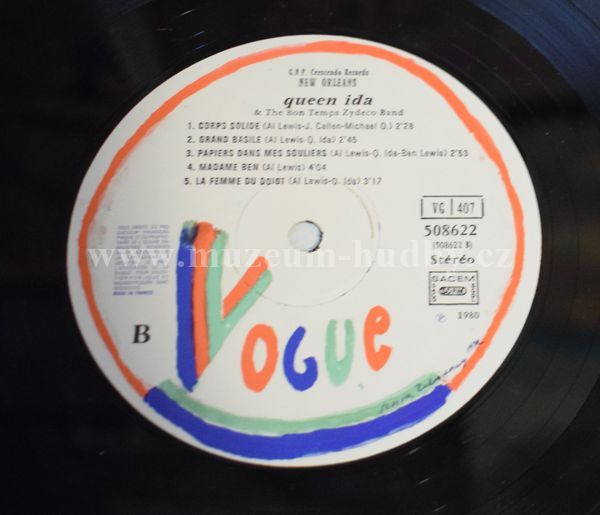 G.N.P. Crescendo Records
NEW ORLEANS
queen ida
& The Bon Temps Zydeco Band
1. CORPS SOLIDE (Al Lewis-J. Callen-Michael Q.) 2'28
2. GRAND BASILE (Al Lewis-Q. Ida) 2'45
3. PAPIERS DANS MES SOULIERS (Al Lewis-Q. Ida-Ben Lewis) 2'53
4. MADAME BEN (Al Lewis) 4'04
5. LA FEMME DU DOIGT (Al Lewis-Q. Ida) 3'17
VG 407
508622
(508622 B)
Stéréo
SACEM
℗ 1980
MADE IN FRANCE
B
VOGUE
www.muzeum-hudby.cz